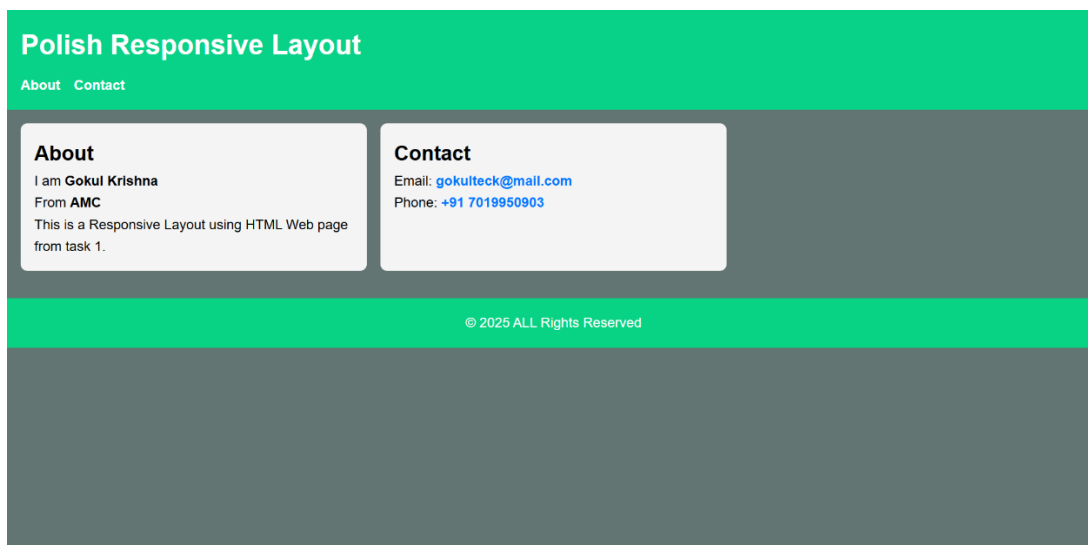 Polish Responsive Layout
About Contact
About
I am Gokul Krishna
From AMC
This is a Responsive Layout using HTML Web page
from task 1.
Contact
Email: gokulteck@mail.com
Phone: +91 7019950903
© 2025 ALL Rights Reserved